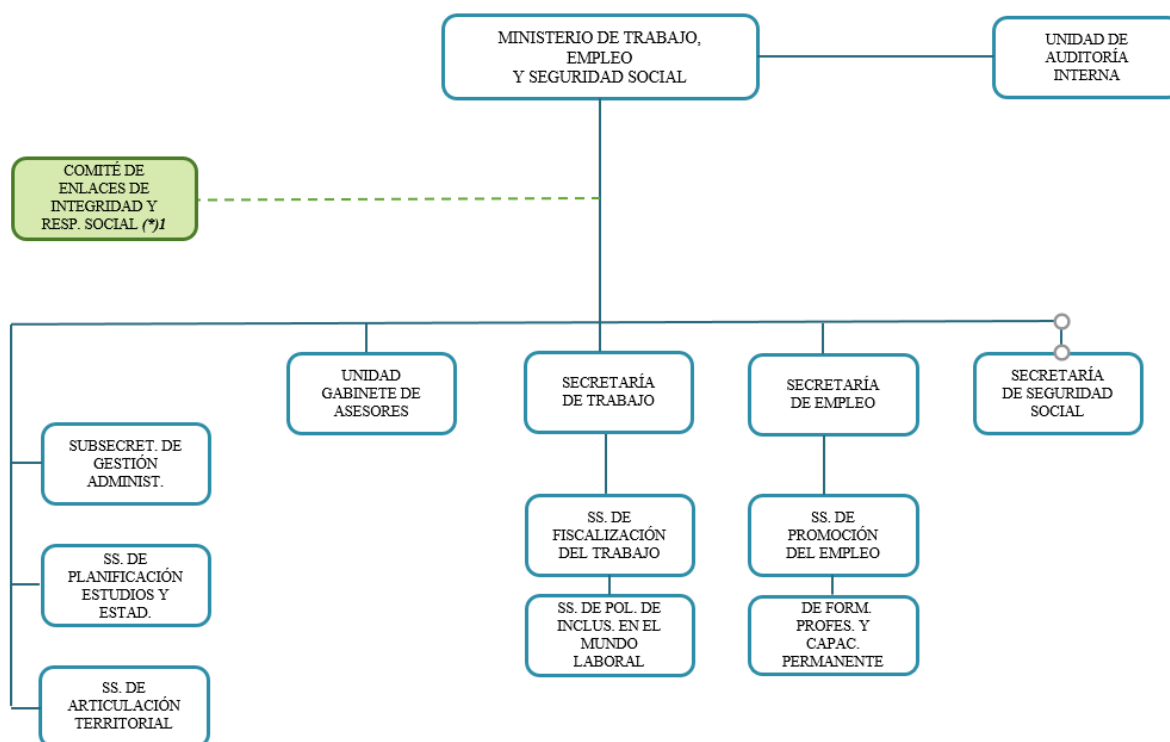 MINISTERIO DE TRABAJO,
EMPLEO
Y SEGURIDAD SOCIAL
UNIDAD DE
AUDITORÍA
INTERNA
COMITÉ DE
ENLACES DE
INTEGRIDAD Y
RESP. SOCIAL (*)1
UNIDAD
GABINETE DE
ASESORES
SECRETARÍA
DE TRABAJO
SECRETARÍA
DE EMPLEO
SECRETARÍA
DE SEGURIDAD
SOCIAL
SUBSECRET. DE
GESTIÓN
ADMINIST.
SS. DE
FISCALIZACIÓN
DEL TRABAJO
SS. DE
PROMOCIÓN
DEL EMPLEO
SS. DE
PLANIFICACIÓN
ESTUDIOS Y
ESTAD.
SS. DE POL. DE
INCLUS. EN EL
MUNDO
LABORAL
DE FORM.
PROFES. Y
CAPAC.
PERMANENTE
SS. DE
ARTICULACIÓN
TERRITORIAL